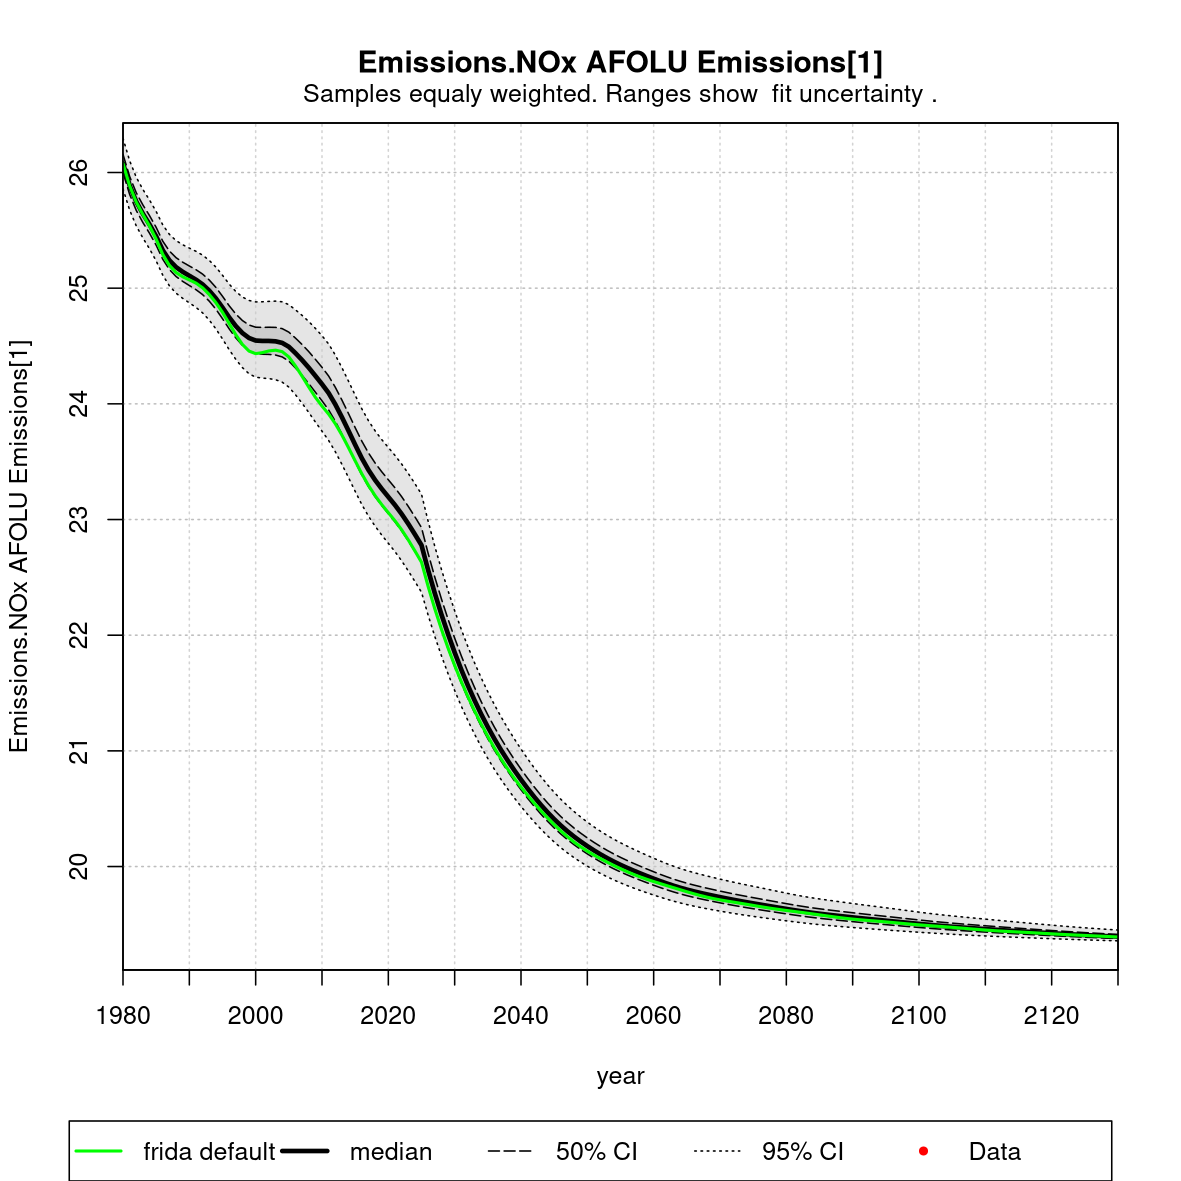 Emissions.NOx AFOLU Emissions[1]
Samples equaly weighted. Ranges show  fit uncertainty .
Emissions.NOx AFOLU Emissions[1]
26
25
24
23
22
21
20
1980 2000 2020 2040 2060 2080 2100 2120
year
frida default median 50% CI 95% CI Data